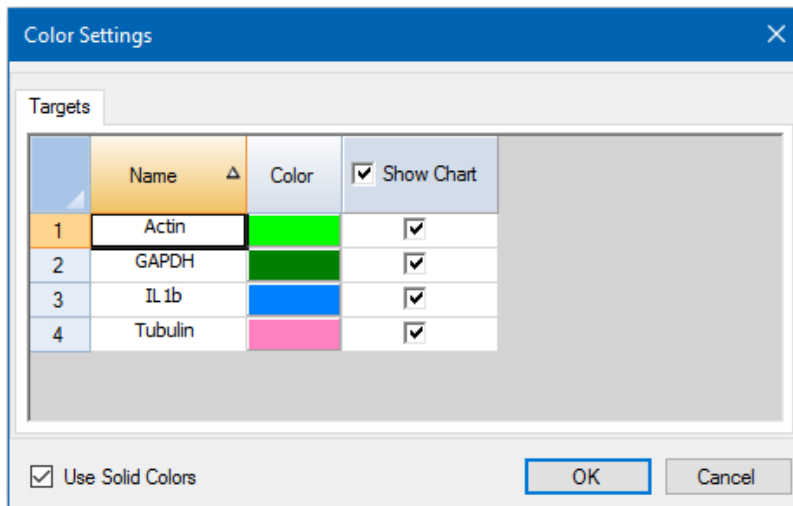 Color Settings
Targets
Name Color Show Chart
1 Actin
2 GAPDH
3 IL1b
4 Tubulin
Use Solid Colors OK Cancel